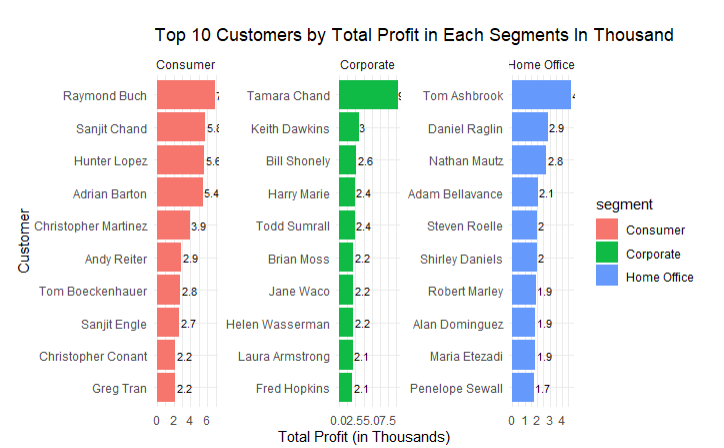 Top 10 Customers by Total Profit in Each Segments In Thousand
Consumer Corporate Home Office
Raymond Buch 7 Tamara Chand 9 Tom Ashbrook 4
Sanjit Chand 5.8 Keith Dawkins 3 Daniel Raglin 2.9
Hunter Lopez 5.6 Bill Shonely 2.6 Nathan Mautz 2.8
Adrian Barton 5.4 Harry Marie 2.4 Adam Bellavance 2.1
Christopher Martinez 3.9 Todd Sumrall 2.4 Steven Roelle 2
Andy Reiter 2.9 Brian Moss 2.2 Shirley Daniels 2
Tom Boeckenhauer 2.8 Jane Waco 2.2 Robert Marley 1.9
Sanjit Engle 2.7 Helen Wasserman 2.2 Alan Dominguez 1.9
Christopher Conant 2.2 Laura Armstrong 2.1 Maria Etezadi 1.9
Greg Tran 2.2 Fred Hopkins 2.1 Penelope Sewall 1.7
0 2 4 6 0.02.55.07.5 0 1 2 3 4
Total Profit (in Thousands)
Customer
segment
Consumer
Corporate
Home Office